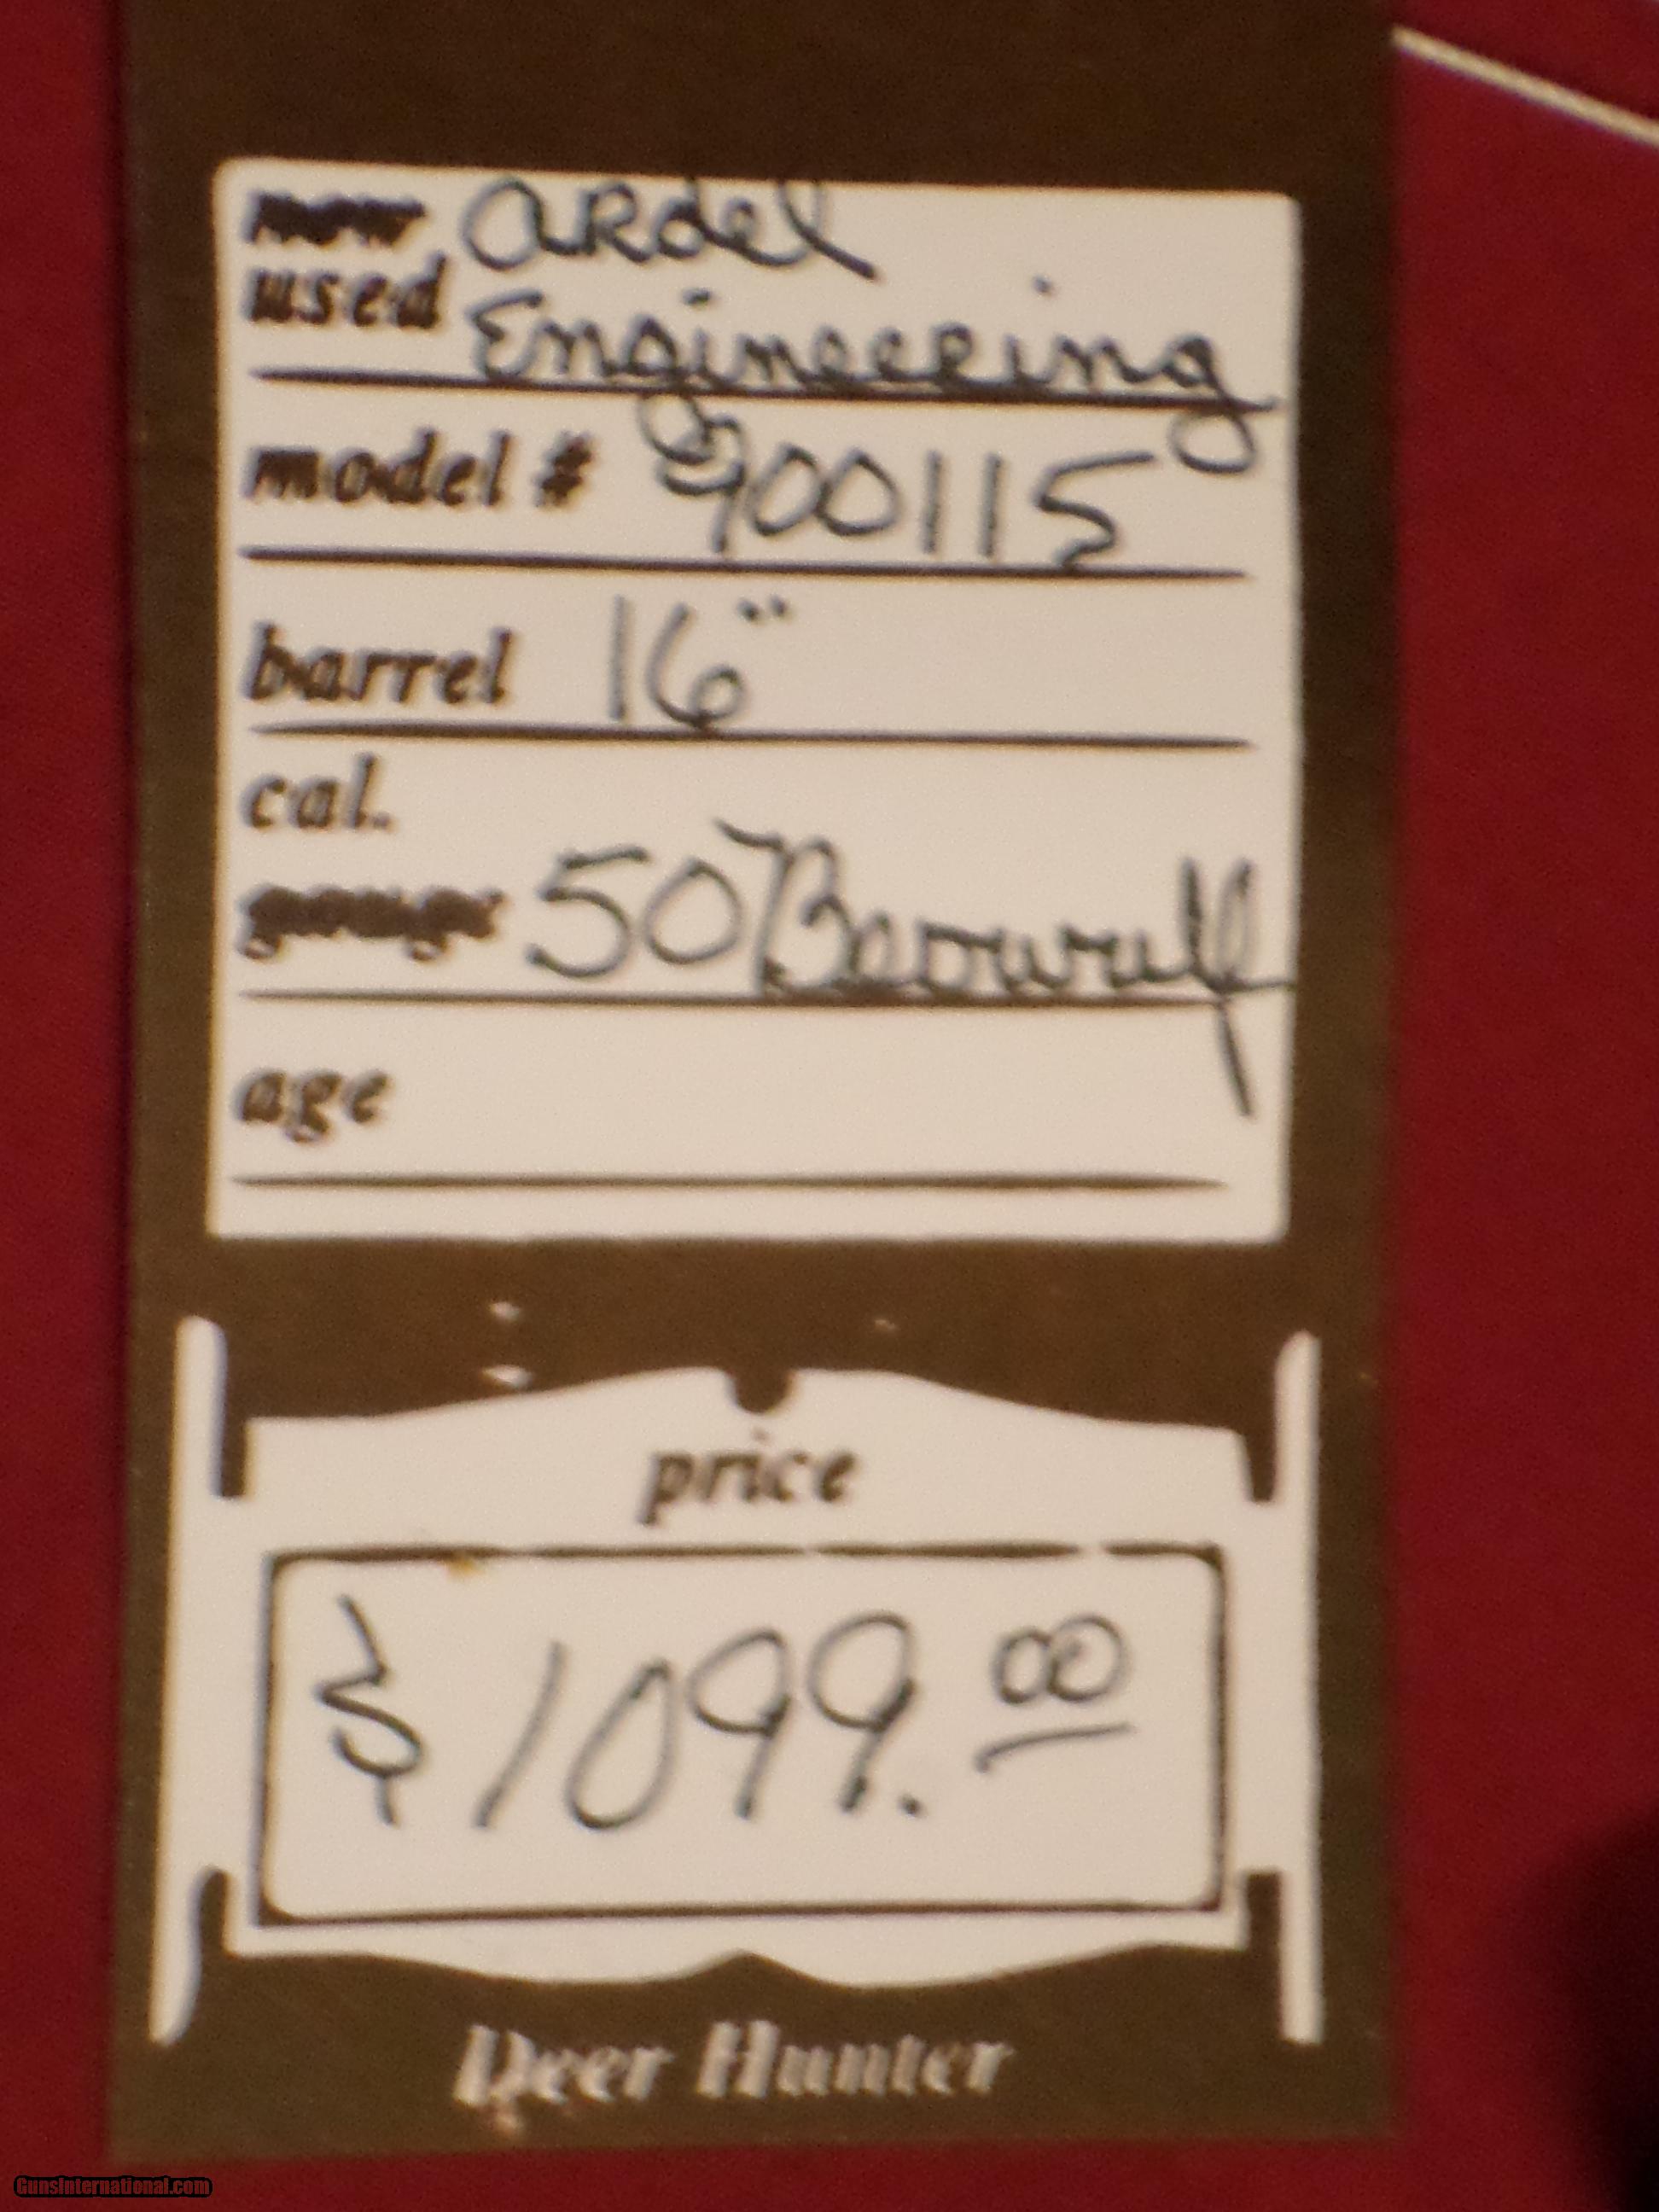 new ARdel
used Engineering
model # 900115
barrel 16"
cal.
gauge 50 Beowulf
age
price
$1099.00
Deer Hunter
GunsInternational.com